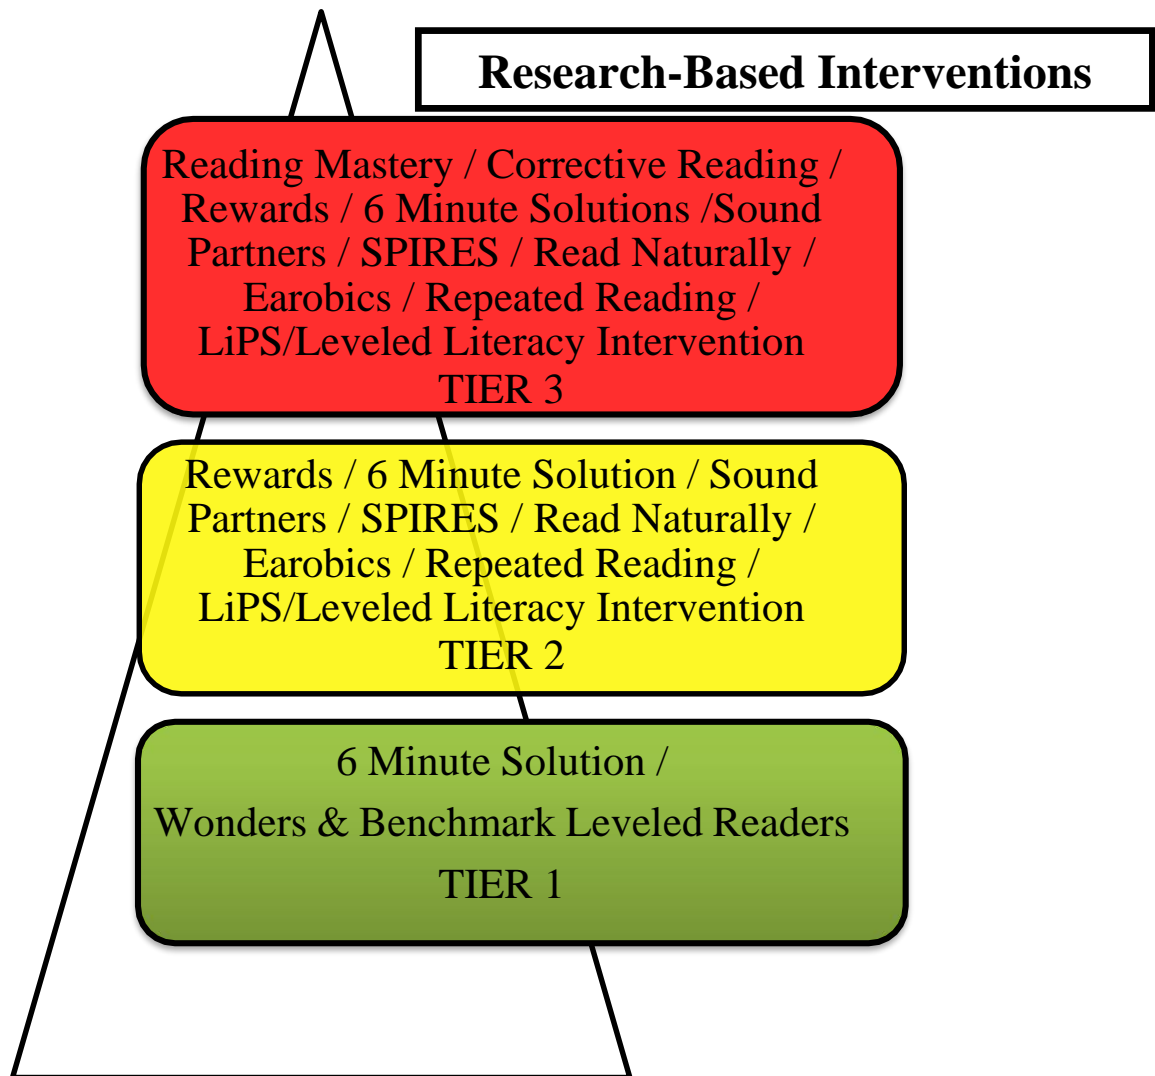 Research-Based Interventions
Reading Mastery / Corrective Reading /
Rewards / 6 Minute Solutions /Sound
Partners / SPIRES / Read Naturally /
Earobics / Repeated Reading /
LiPS/Leveled Literacy Intervention
TIER 3
Rewards / 6 Minute Solution / Sound
Partners / SPIRES / Read Naturally /
Earobics / Repeated Reading /
LiPS/Leveled Literacy Intervention
TIER 2
6 Minute Solution /
Wonders & Benchmark Leveled Readers
TIER 1